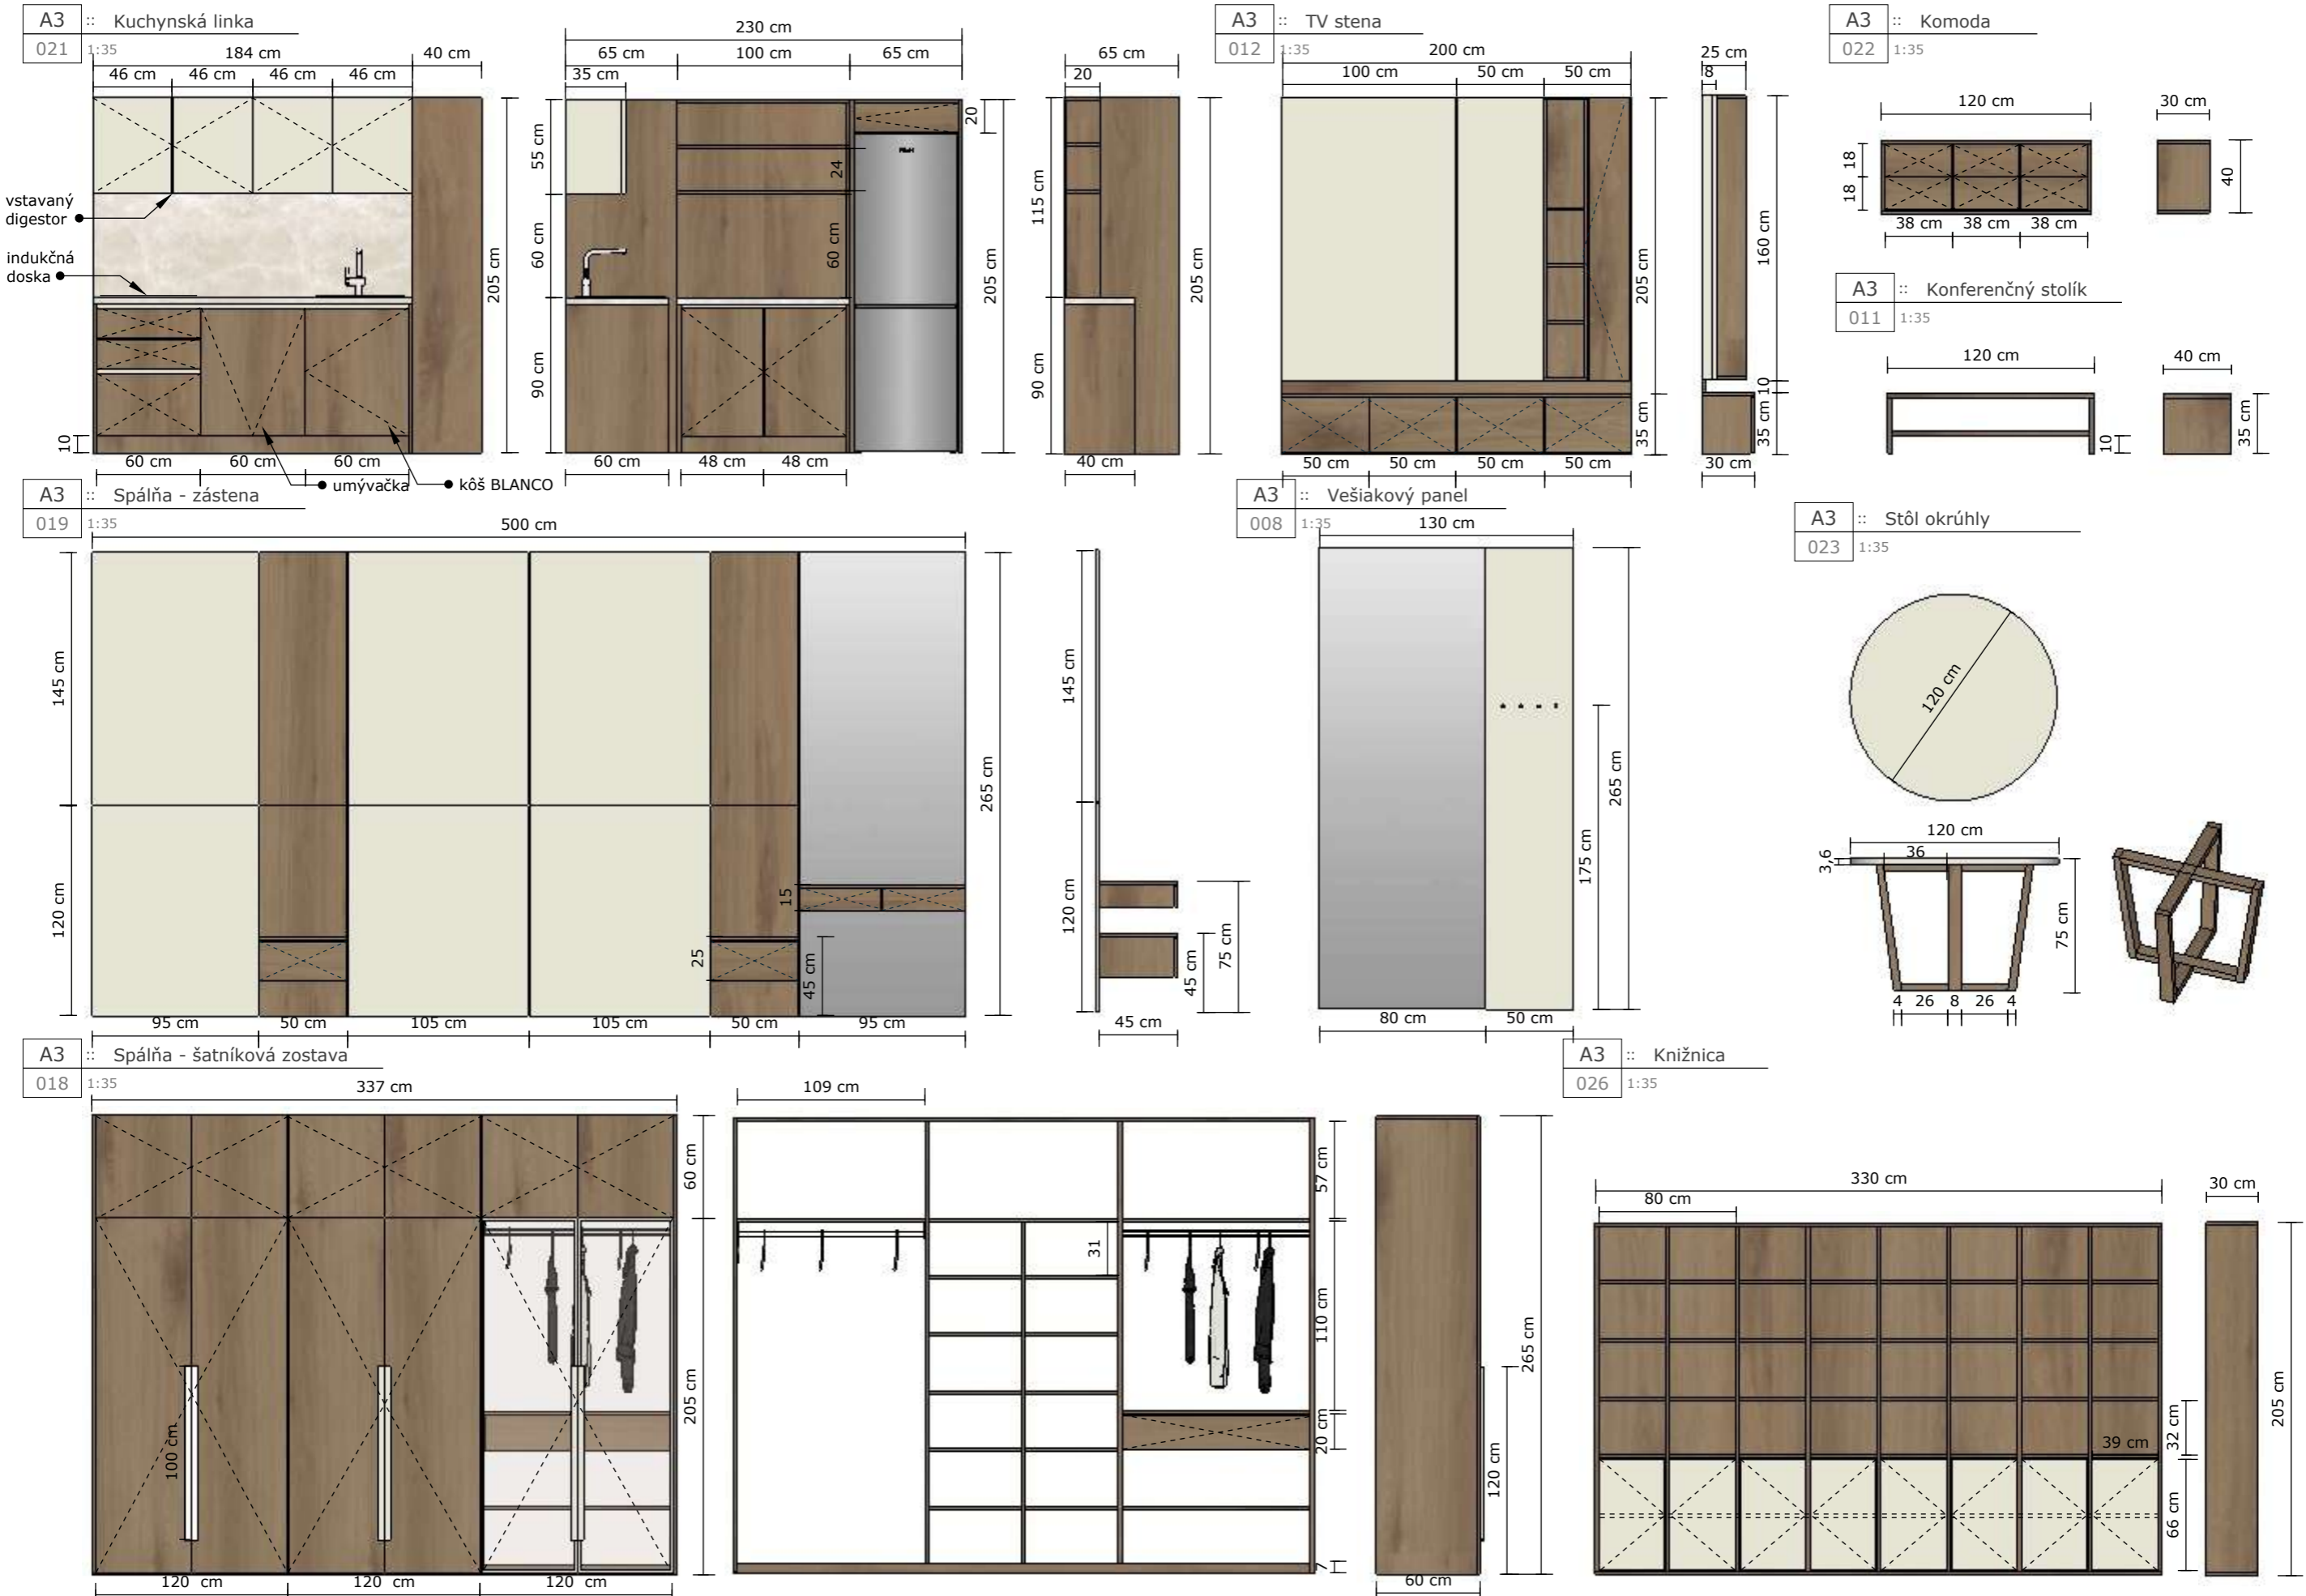 A3 :: Kuchynská linka
021 1:35
184 cm 40 cm
46 cm 46 cm 46 cm 46 cm
vstavaný
digestor
indukčná
doska
205 cm
10
60 cm 60 cm 60 cm
umývačka
kôš BLANCO
230 cm
65 cm 100 cm 65 cm
35 cm
20
55 cm
24
60 cm
60 cm
205 cm
90 cm
60 cm 48 cm 48 cm
65 cm
20
115 cm
205 cm
90 cm
40 cm
A3 :: TV stena
012 1:35
200 cm
100 cm 50 cm 50 cm
205 cm
35 cm
50 cm 50 cm 50 cm 50 cm
25 cm
8
160 cm
10
35 cm
30 cm
A3 :: Komoda
022 1:35
120 cm 30 cm
18
18
40
38 cm 38 cm 38 cm
A3 :: Konferenčný stolík
011 1:35
120 cm 40 cm
10
35 cm
A3 :: Spálňa - zástena
019 1:35
500 cm
145 cm
265 cm
120 cm
15
25
45 cm
95 cm 50 cm 105 cm 105 cm 50 cm 95 cm
145 cm
120 cm
45 cm
75 cm
45 cm
A3 :: Vešiakový panel
008 1:35
130 cm
265 cm
175 cm
80 cm 50 cm
A3 :: Stôl okrúhly
023 1:35
120 cm
120 cm
36
3,6
75 cm
4 26 8 26 4
A3 :: Spálňa - šatníková zostava
018 1:35
337 cm
60 cm
205 cm
100 cm
120 cm 120 cm 120 cm
109 cm
57 cm
31
110 cm
20 cm
7
265 cm
120 cm
60 cm
A3 :: Knižnica
026 1:35
330 cm 30 cm
80 cm
32 cm
39 cm
66 cm
205 cm